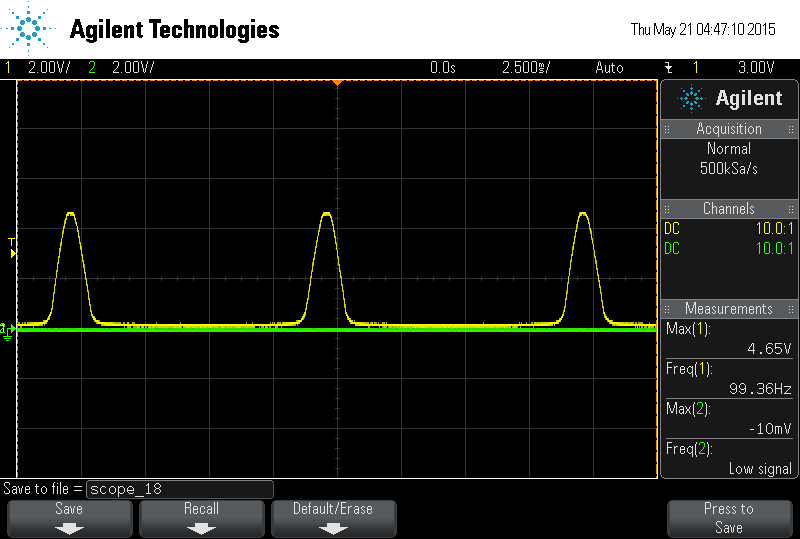 Agilent Technologies
Thu May 21 04:47:10 2015
1 2.00V/ 2 2.00V/ 0.0s 2.500ms/ Auto 1 3.00V
Agilent
Acquisition
Normal
500kSa/s
Channels
DC 10.0:1
DC 10.0:1
T
2
Measurements
Max(1):
4.65V
Freq(1):
99.36Hz
Max(2):
-10mV
Freq(2):
Low signal
Save to file = scope_18
Save Recall Default/Erase Press to
Save